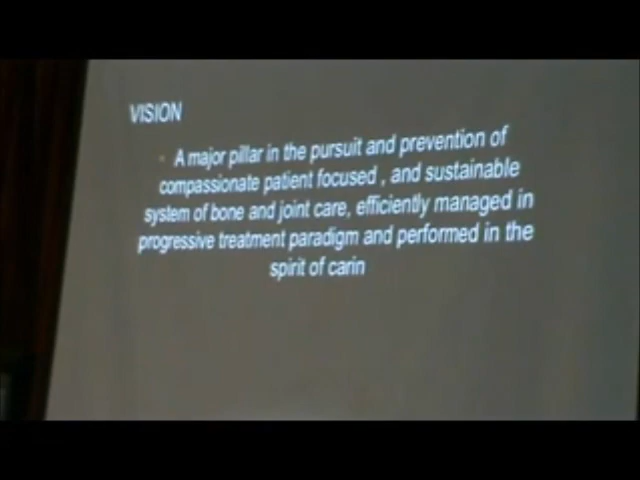 VISION
A major pillar in the pursuit and prevention of
compassionate patient focused , and sustainable
system of bone and joint care, efficiently managed in
progressive treatment paradigm and performed in the
spirit of carin